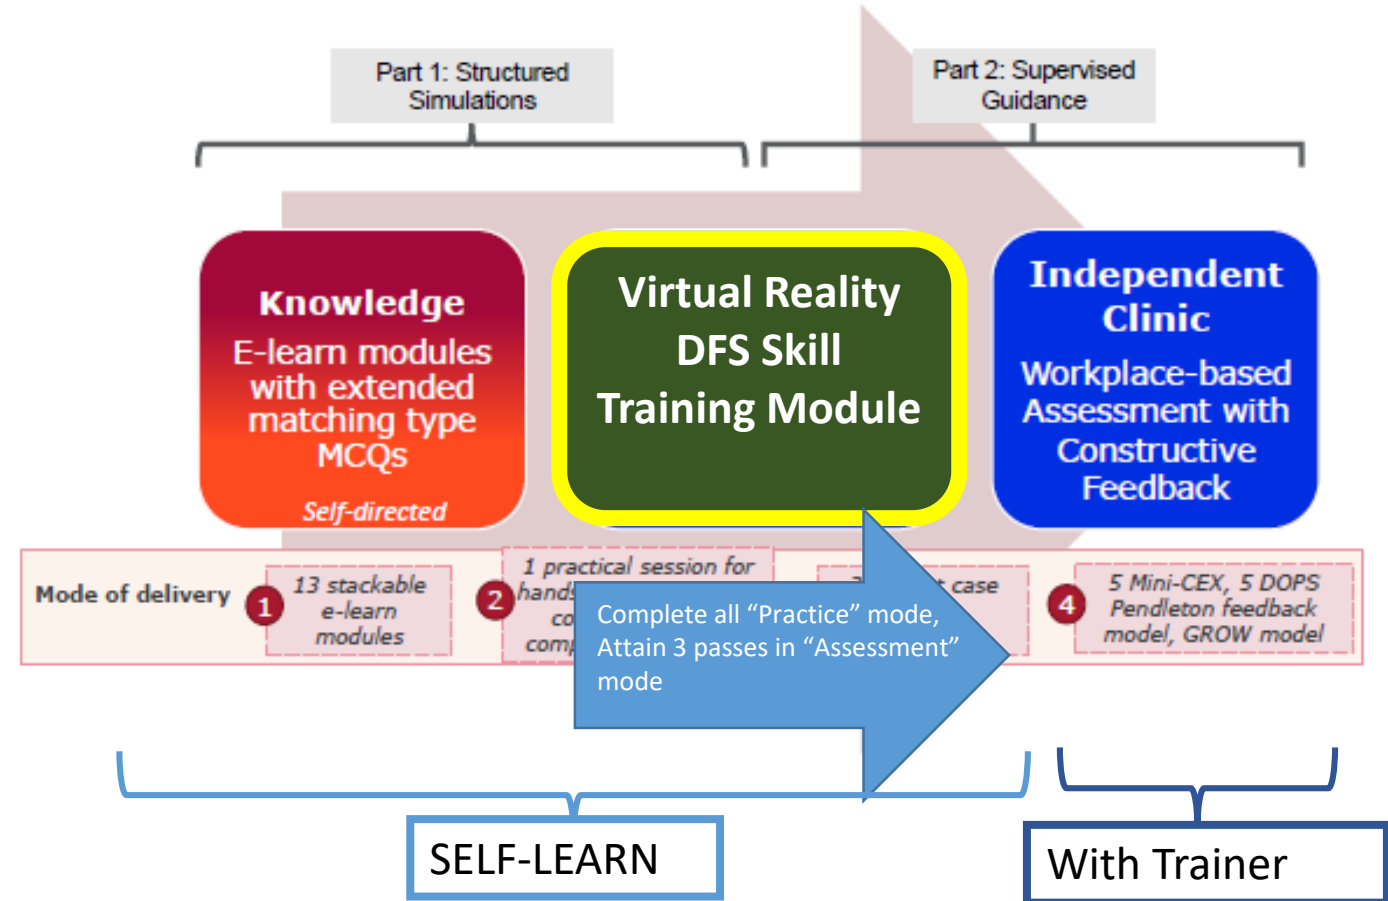 Part 1: Structured
Simulations
Part 2: Supervised
Guidance
Knowledge
E-learn modules
with extended
matching type
MCQs
Self-directed
Virtual Reality
DFS Skill
Training Module
Independent
Clinic
Workplace-based
Assessment with
Constructive
Feedback
Mode of delivery
1
13 stackable
e-learn
modules
2
1 practical session for
hands
co
comp
case
Complete all “Practice” mode,
Attain 3 passes in “Assessment”
mode
4
5 Mini-CEX, 5 DOPS
Pendleton feedback
model, GROW model
SELF-LEARN
With Trainer